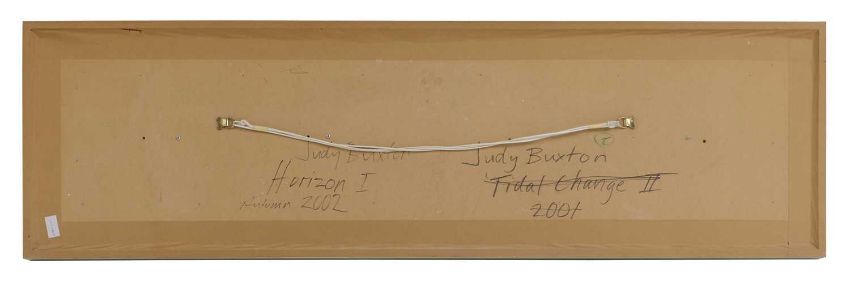 Judy Buxton
Horizon I
Autumn 2002
Judy Buxton
Tidal Change II
2001